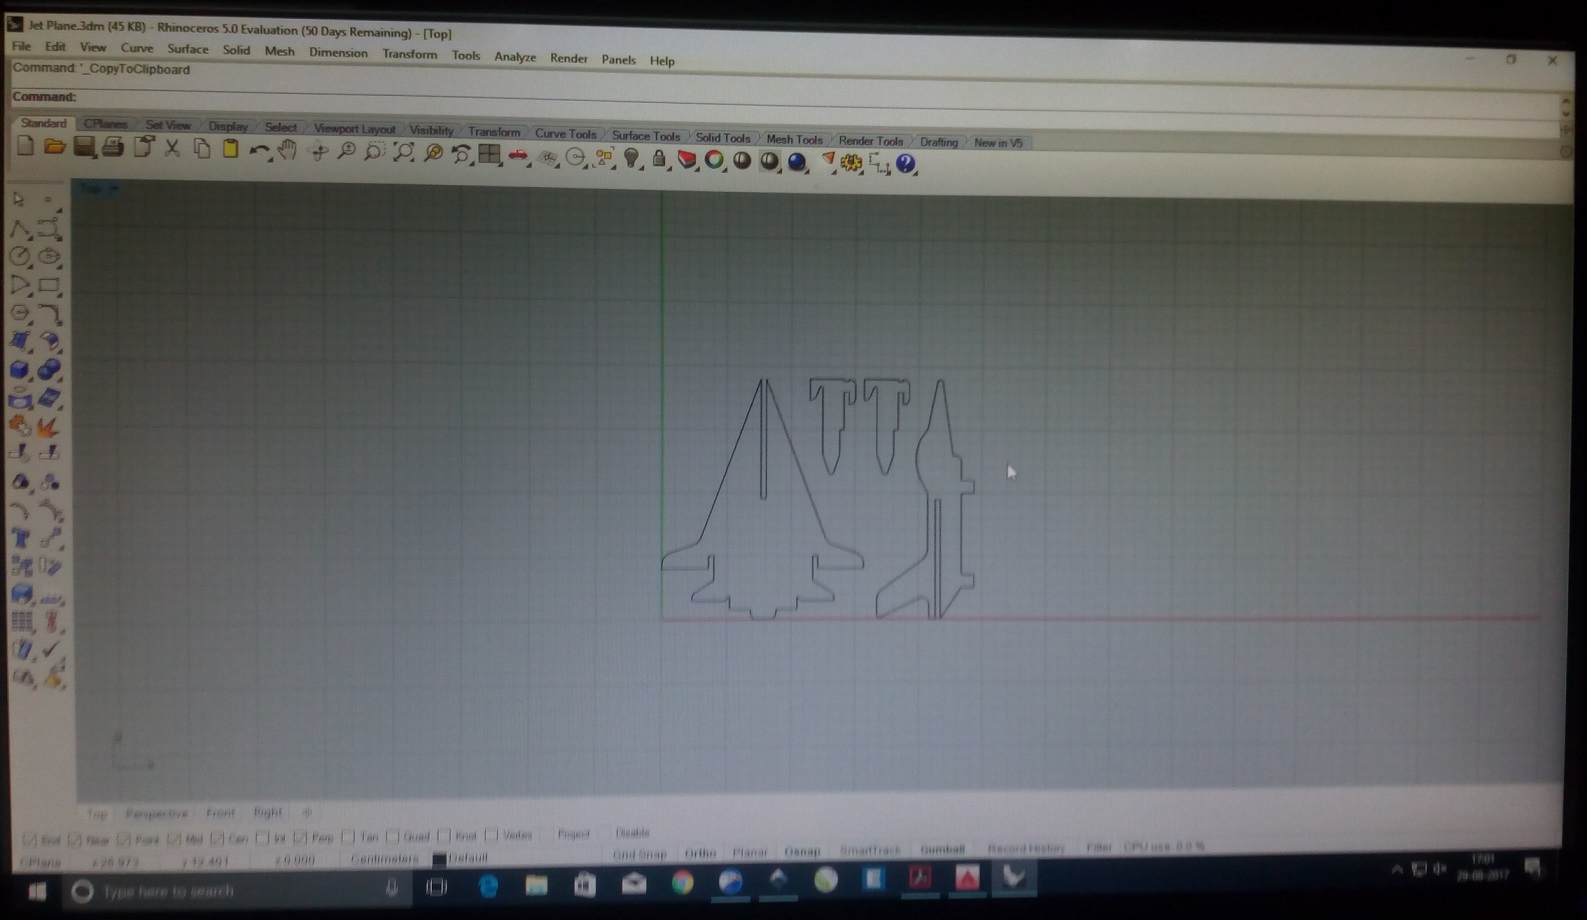 Jet Plane.3dm (45 KB) - Rhinoceros 5.0 Evaluation (50 Days Remaining) - [Top]
File Edit View Curve Surface Solid Mesh Dimension Transform Tools Analyze Render Panels Help
Command: '_CopyToClipboard
Command:
Standard CPlanes Set View Display Select Viewport Layout Visibility Transform Curve Tools Surface Tools Solid Tools Mesh Tools Render Tools Drafting New in V5
Top
Top Perspective Front Right
End Near Point Mid Cen Int Perp Tan Quad Knot Vertex Project Disable
CPlane x 26.973 y 12.401 z 0.000 Centimeters Default Grid Snap Ortho Planar Osnap SmartTrack Gumball Record History Filter CPU use: 0.0 %
Type here to search
17:01
29-08-2017